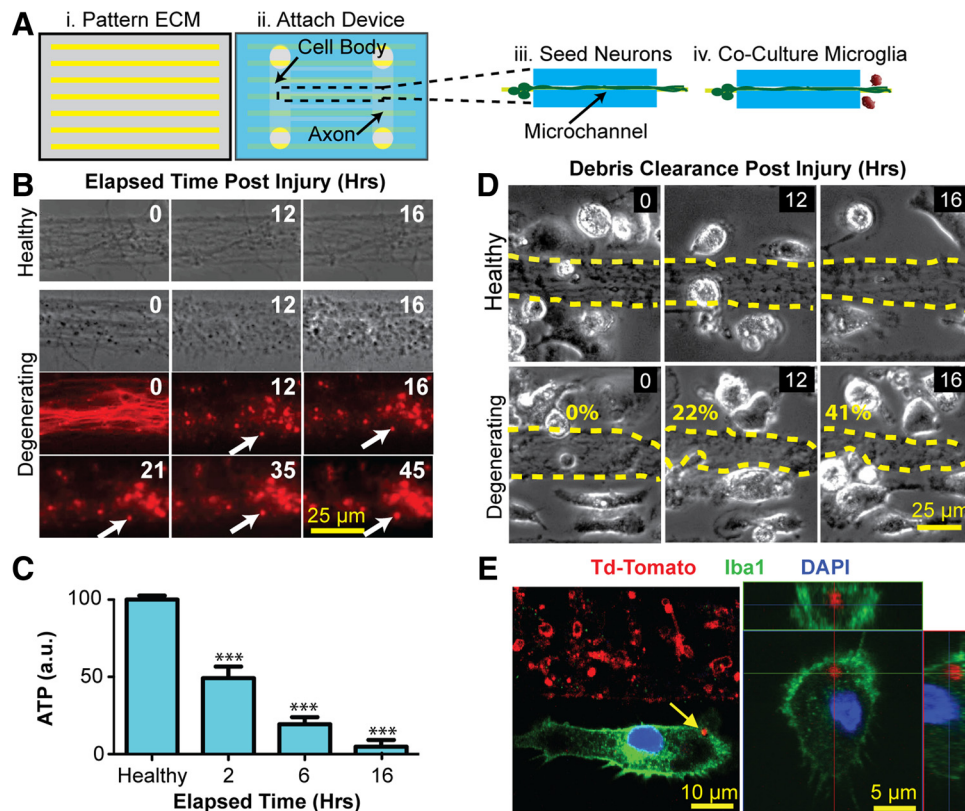 A
i. Pattern ECM
ii. Attach Device
Cell Body
Axon
iii. Seed Neurons
Microchannel
iv. Co-Culture Microglia
B
Elapsed Time Post Injury (Hrs)
Healthy
0
12
16
Degenerating
0
12
16
0
12
16
21
35
45
25 µm
C
ATP (a.u.)
100
50
0
***
***
***
Healthy
2
6
16
Elapsed Time (Hrs)
D
Debris Clearance Post Injury (Hrs)
Healthy
0
12
16
Degenerating
0
12
16
0%
22%
41%
25 µm
E
Td-Tomato Iba1 DAPI
10 µm
5 µm